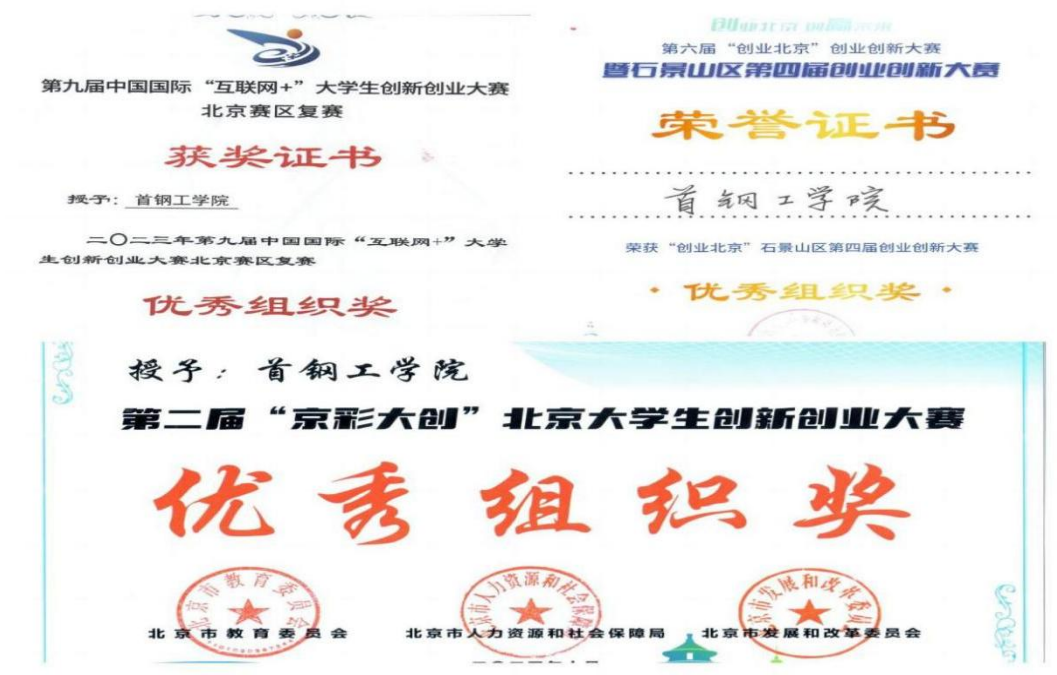 第九届中国国际“互联网+”大学生创新创业大赛
北京赛区复赛
获奖证书
授予：首钢工学院
二〇二三年第九届中国国际“互联网+”大学
生创新创业大赛北京赛区复赛
优秀组织奖
第六届“创业北京”创业创新大赛
暨石景山区第四届创业创新大赛
荣誉证书
首钢工学院
荣获“创业北京”石景山区第四届创业创新大赛
·优秀组织奖·
授予：首钢工学院
第二届“京彩大创”北京大学生创新创业大赛
优秀组织奖
北京市教育委员会
北京市人力资源和社会保障局
北京市发展和改革委员会